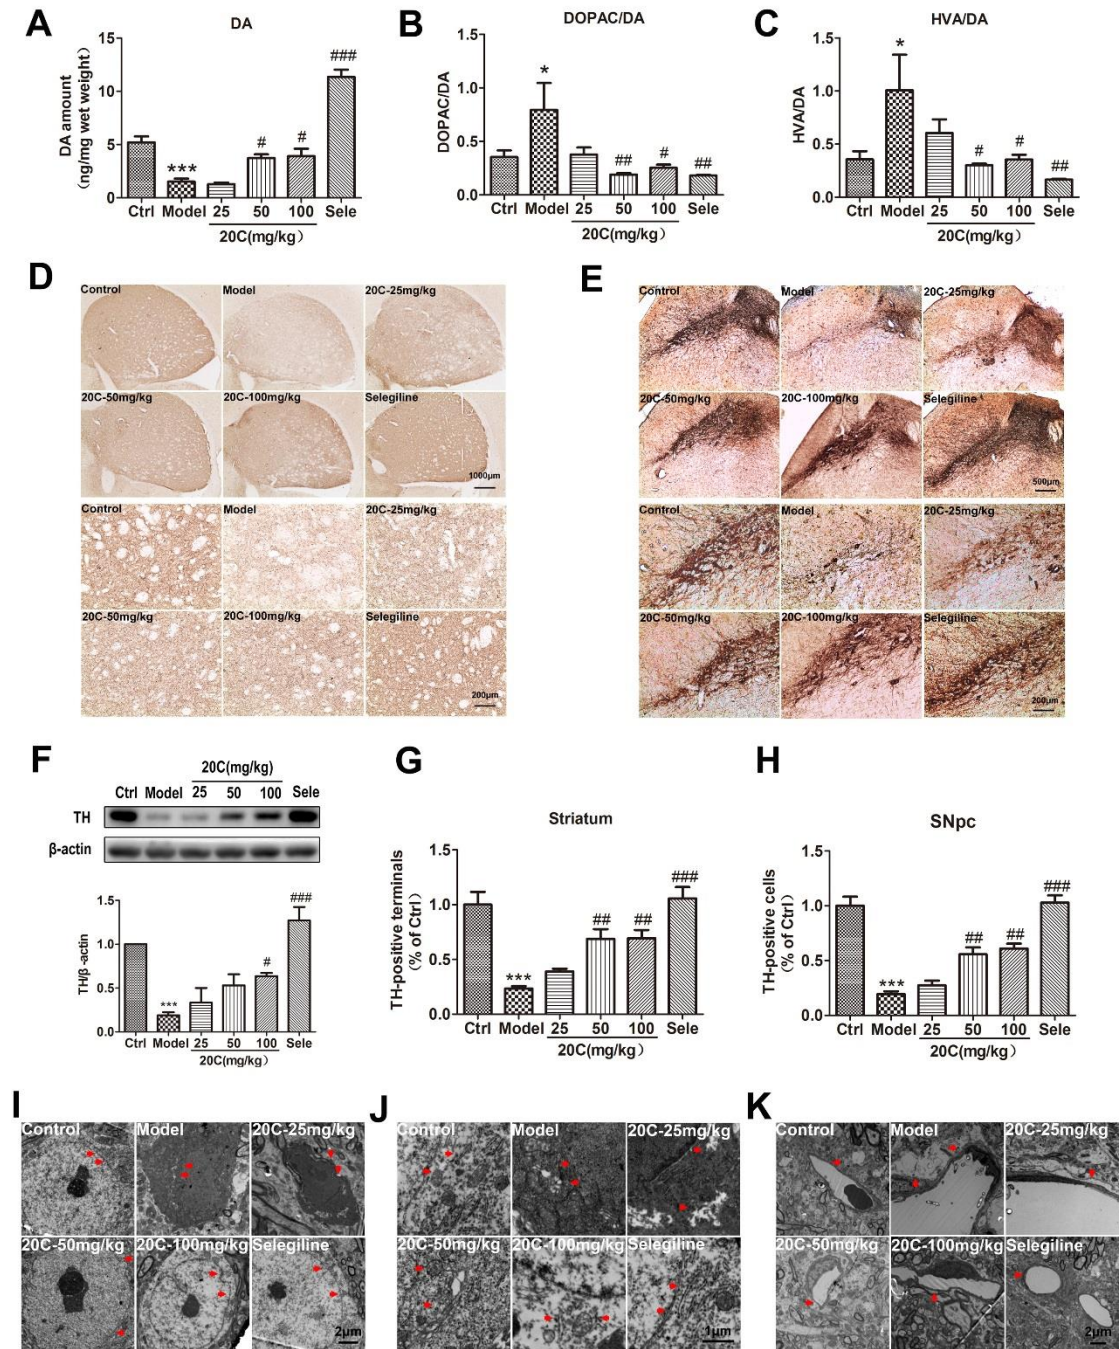 A
DA
DA amount
(ng/mg wet weight)
15
10
5
0
***
#
#
###
Ctrl Model 25 50 100 Sele
20C(mg/kg)
B
DOPAC/DA
DOPAC/DA
1.5
1.0
0.5
0.0
*
##
#
##
Ctrl Model 25 50 100 Sele
20C(mg/kg)
C
HVA/DA
HVA/DA
1.5
1.0
0.5
0.0
*
#
#
##
Ctrl Model 25 50 100 Sele
20C(mg/kg)
D
Control Model 20C-25mg/kg
20C-50mg/kg 20C-100mg/kg Selegiline
1000μm
Control Model 20C-25mg/kg
20C-50mg/kg 20C-100mg/kg Selegiline
200μm
E
Control Model 20C-25mg/kg
20C-50mg/kg 20C-100mg/kg Selegiline
500μm
Control Model 20C-25mg/kg
20C-50mg/kg 20C-100mg/kg Selegiline
200μm
F
20C(mg/kg)
Ctrl Model 25 50 100 Sele
TH
β-actin
TH/β-actin
1.5
1.0
0.5
0.0
***
#
###
Ctrl Model 25 50 100 Sele
20C(mg/kg)
G
Striatum
TH-positive terminals
(% of Ctrl)
1.5
1.0
0.5
0.0
***
##
##
###
Ctrl Model 25 50 100 Sele
20C(mg/kg)
H
SNpc
TH-positive cells
(% of Ctrl)
1.5
1.0
0.5
0.0
***
##
##
###
Ctrl Model 25 50 100 Sele
20C(mg/kg)
I
Control Model 20C-25mg/kg
20C-50mg/kg 20C-100mg/kg Selegiline
2μm
J
Control Model 20C-25mg/kg
20C-50mg/kg 20C-100mg/kg Selegiline
1μm
K
Control Model 20C-25mg/kg
20C-50mg/kg 20C-100mg/kg Selegiline
2μm